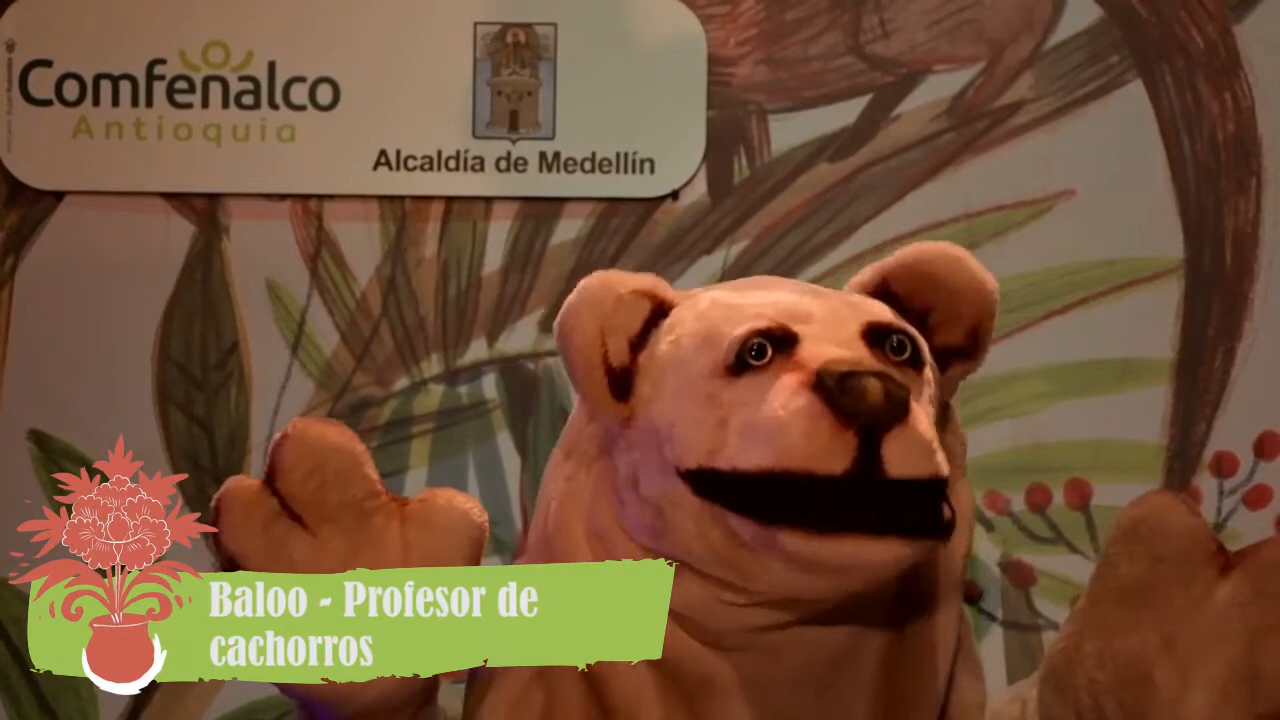 Comfenalco
Antioquia
Alcaldía de Medellín
Baloo - Profesor de
cachorros